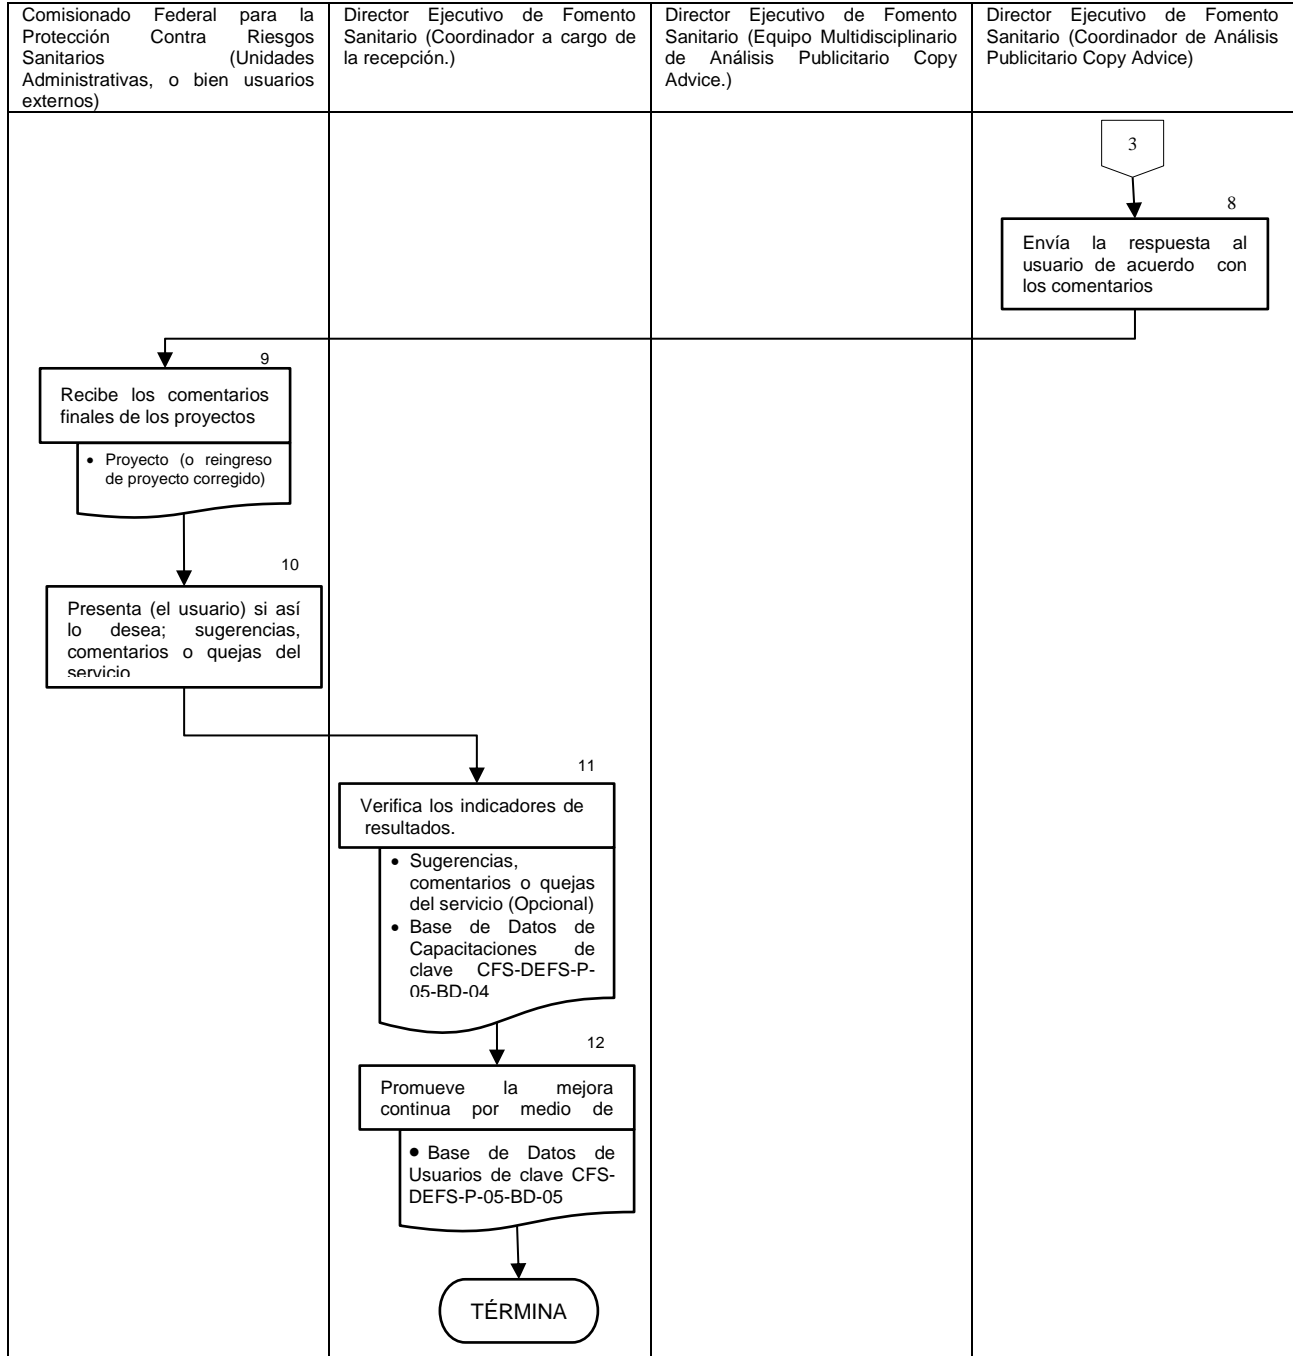 Comisionado Federal para la
Protección Contra Riesgos
Sanitarios (Unidades
Administrativas, o bien usuarios
externos)
Director Ejecutivo de Fomento
Sanitario (Coordinador a cargo de
la recepción.)
Director Ejecutivo de Fomento
Sanitario (Equipo Multidisciplinario
de Análisis Publicitario Copy
Advice.)
Director Ejecutivo de Fomento
Sanitario (Coordinador de Análisis
Publicitario Copy Advice)
3
8
Envía la respuesta al
usuario de acuerdo con
los comentarios
9
Recibe los comentarios
finales de los proyectos
• Proyecto (o reingreso
de proyecto corregido)
10
Presenta (el usuario) si así
lo desea; sugerencias,
comentarios o quejas del
servicio
11
Verifica los indicadores de
resultados.
• Sugerencias,
comentarios o quejas
del servicio (Opcional)
• Base de Datos de
Capacitaciones de
clave CFS-DEFS-P-
05-BD-04
12
Promueve la mejora
continua por medio de
• Base de Datos de
Usuarios de clave CFS-
DEFS-P-05-BD-05
TÉRMINA